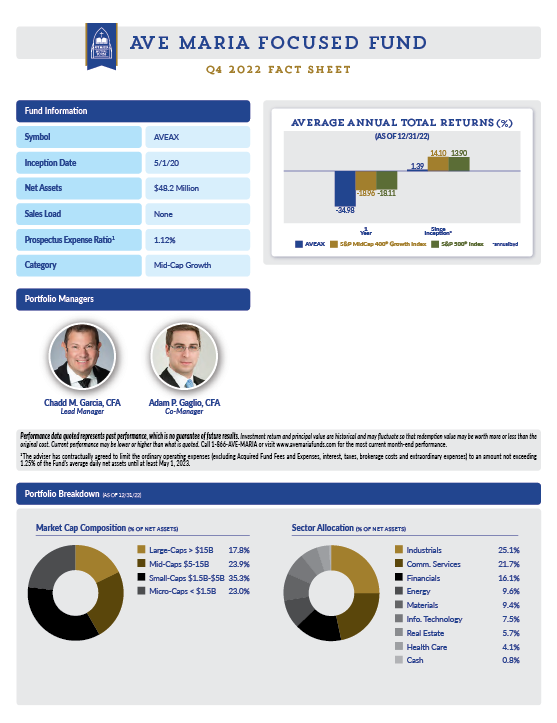 AVE MARIA FOCUSED FUND
Q4 2022 FACT SHEET
Fund Information
Symbol AVEAX
Inception Date 5/1/20
Net Assets $48.2 Million
Sales Load None
Prospectus Expense Ratio¹ 1.12%
Category Mid-Cap Growth
AVERAGE ANNUAL TOTAL RETURNS (%)
(AS OF 12/31/22)
1.39 14.10 13.90
-34.98 -18.96 -18.11
1 Year
Since Inception*
AVEAX S&P MidCap 400® Growth Index S&P 500® Index *annualized
Portfolio Managers
Chadd M. Garcia, CFA
Lead Manager
Adam P. Gaglio, CFA
Co-Manager
Performance data quoted represents past performance, which is no guarantee of future results. Investment return and principal value are historical and may fluctuate so that redemption value may be worth more or less than the
original cost. Current performance may be lower or higher than what is quoted. Call 1-866-AVE-MARIA or visit www.avemariafunds.com for the most current month-end performance.
¹The adviser has contractually agreed to limit the ordinary operating expenses (excluding Acquired Fund Fees and Expenses, interest, taxes, brokerage costs and extraordinary expenses) to an amount not exceeding
1.25% of the Fund's average daily net assets until at least May 1, 2023.
Portfolio Breakdown (AS OF 12/31/22)
Market Cap Composition (% OF NET ASSETS)
Large-Caps > $15B 17.8%
Mid-Caps $5-15B 23.9%
Small-Caps $1.5B-$5B 35.3%
Micro-Caps < $1.5B 23.0%
Sector Allocation (% OF NET ASSETS)
Industrials 25.1%
Comm. Services 21.7%
Financials 16.1%
Energy 9.6%
Materials 9.4%
Info. Technology 7.5%
Real Estate 5.7%
Health Care 4.1%
Cash 0.8%